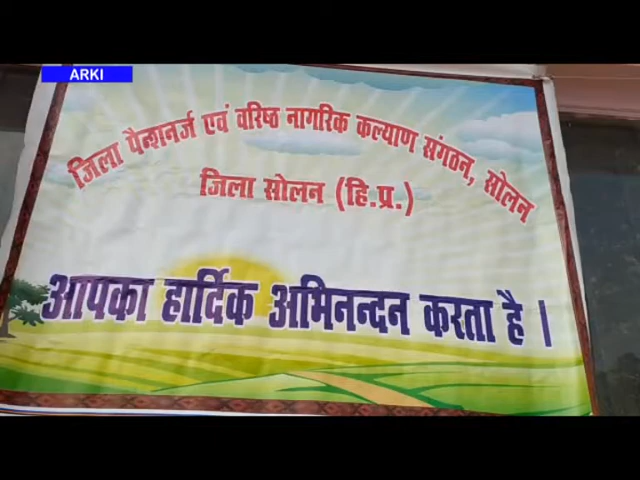 ARKI
जिला पैन्शनर्ज एवं वरिष्ठ नागरिक कल्याण संगठन, सोलन
जिला सोलन (हि.प्र.)
आपका हार्दिक अभिनन्दन करता है ।